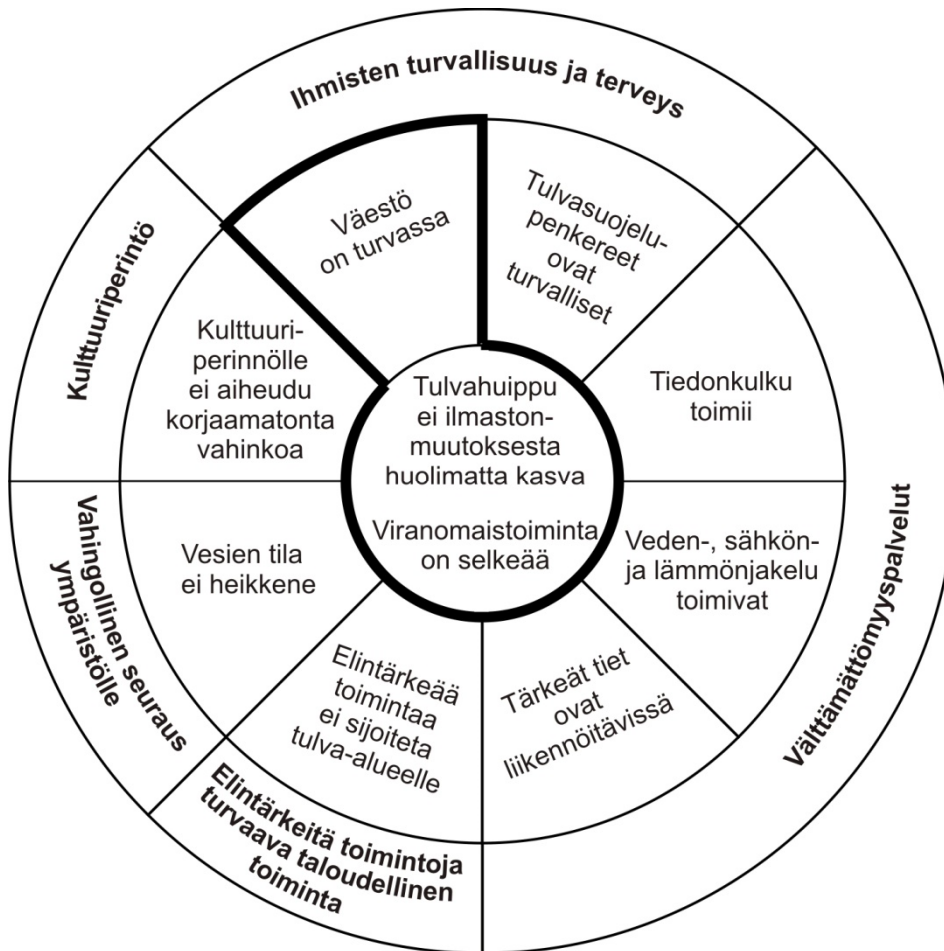 Ihmisten turvallisuus ja terveys
Väestö
on turvassa
Tulvasuojelu-
penkereet
ovat
turvalliset
Kulttuuriperintö
Kulttuuri-
perinnölle
ei aiheudu
korjaamatonta
vahinkoa
Tulvahuippu
ei ilmaston-
muutoksesta
huolimatta kasva
Viranomaistoiminta
on selkeää
Tiedonkulku
toimii
Välttämättömyyspalvelut
Veden-, sähkön-
ja lämmönjakelu
toimivat
Tärkeät tiet
ovat
liikennöitävissä
Elintärkeää
toimintaa
ei sijoiteta
tulva-alueelle
Elintärkeitä toimintoja
turvaava taloudellinen
toiminta
Vesien tila
ei heikkene
Vahingollinen seuraus
ympäristölle